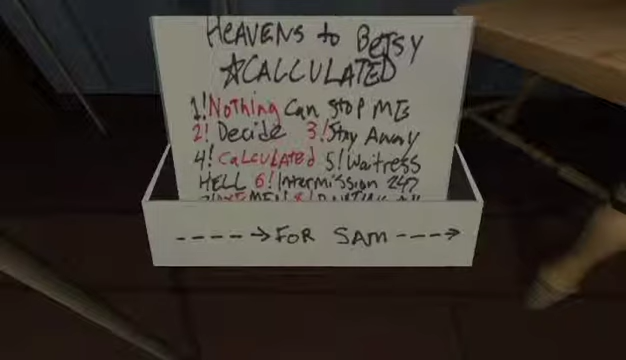 HEAVENS to BETSY
☆CALCULATED
1!Nothing Can STOP ME
2! Decide 3!Stay Away
4! CALCULATED 5!Waitress
HELL 6!Intermission 247
----→FOR SAM---→